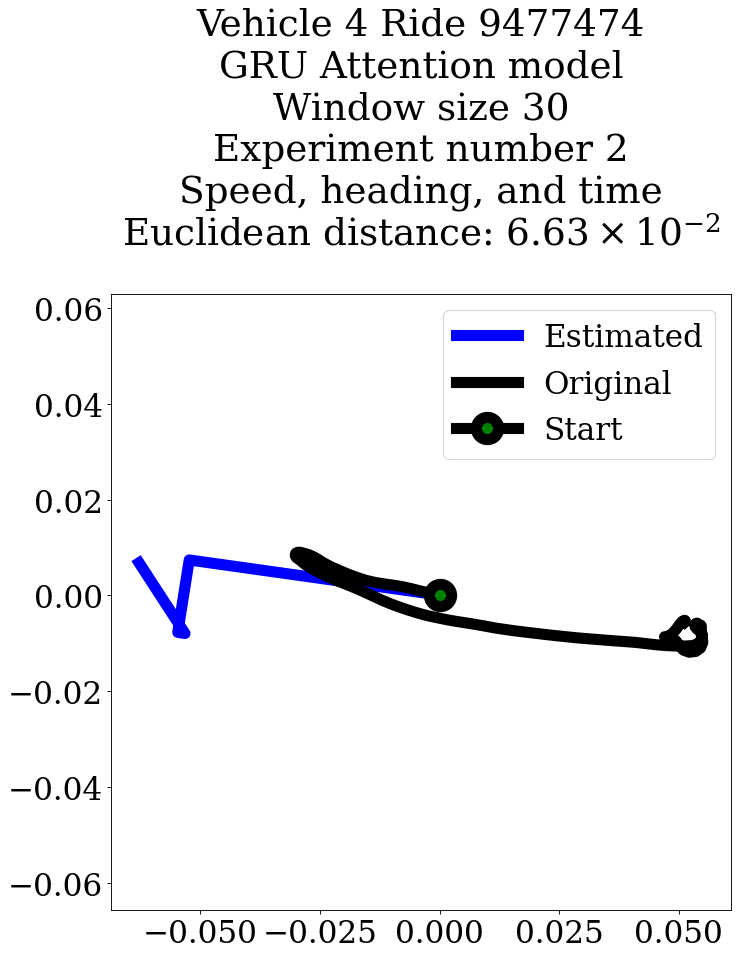 Vehicle 4 Ride 9477474
GRU Attention model
Window size 30
Experiment number 2
Speed, heading, and time
Euclidean distance: 6.63 × 10⁻²
Estimated
Original
Start
0.06
0.04
0.02
0.00
−0.02
−0.04
−0.06
−0.050 −0.025 0.000 0.025 0.050